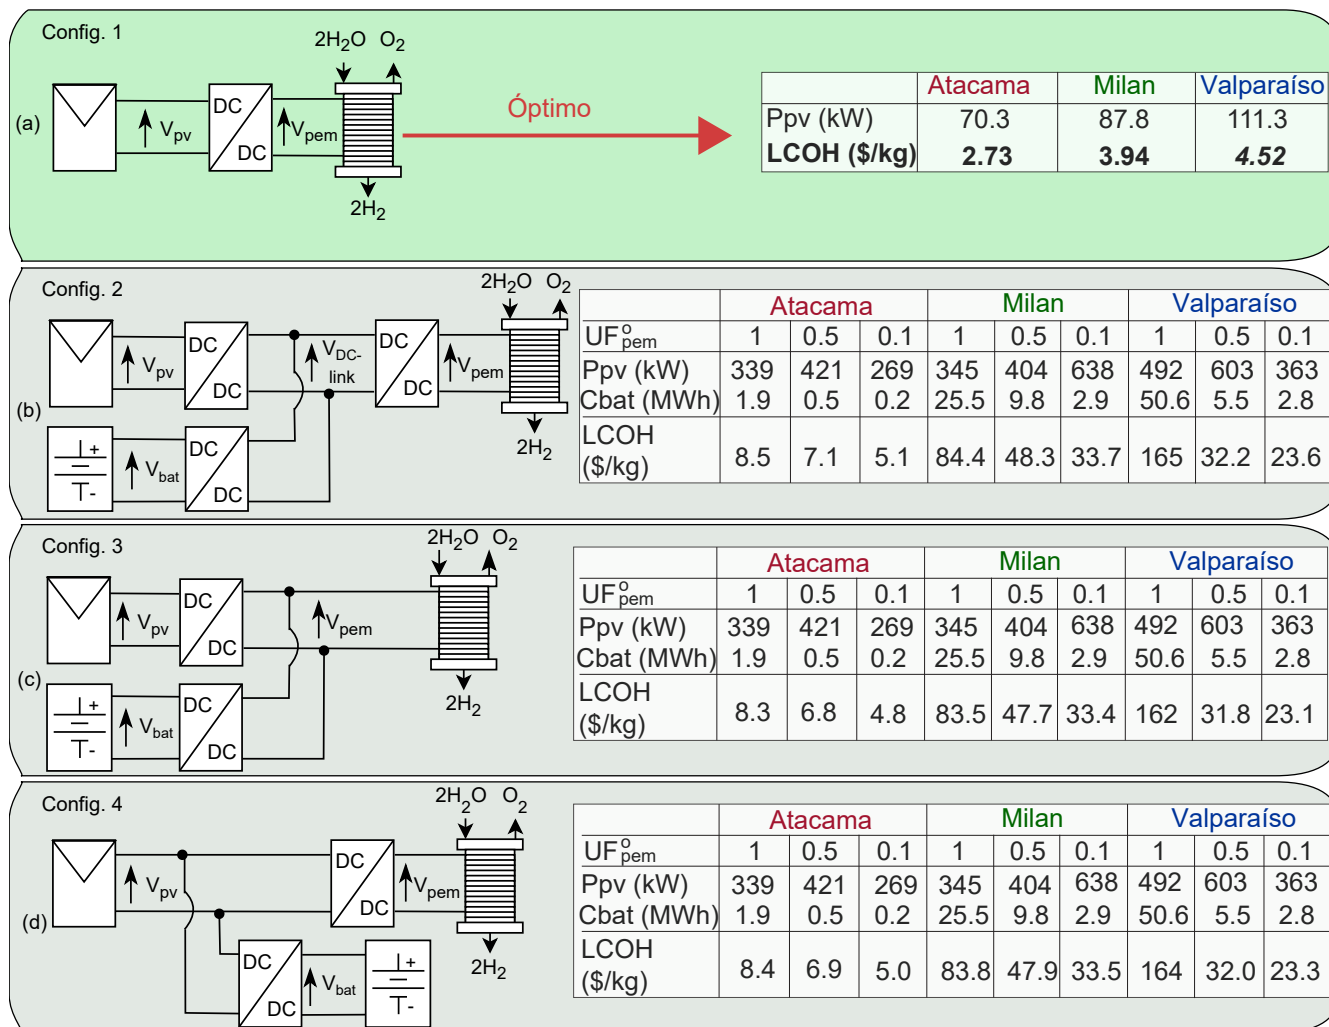 Config. 1
2H2O O2
(a)
Vpv
DC
DC
Vpem
2H2
Óptimo
Atacama Milan Valparaíso
Ppv (kW) 70.3 87.8 111.3
LCOH ($/kg) 2.73 3.94 4.52
Config. 2
2H2O O2
(b)
Vpv
DC
DC
VDC-link
DC
DC
Vpem
2H2
Vbat
DC
DC
Atacama Milan Valparaíso
UFºpem 1 0.5 0.1 1 0.5 0.1 1 0.5 0.1
Ppv (kW) 339 421 269 345 404 638 492 603 363
Cbat (MWh) 1.9 0.5 0.2 25.5 9.8 2.9 50.6 5.5 2.8
LCOH
($/kg) 8.5 7.1 5.1 84.4 48.3 33.7 165 32.2 23.6
Config. 3
2H2O O2
(c)
Vpv
DC
DC
Vpem
2H2
Vbat
DC
DC
Atacama Milan Valparaíso
UFºpem 1 0.5 0.1 1 0.5 0.1 1 0.5 0.1
Ppv (kW) 339 421 269 345 404 638 492 603 363
Cbat (MWh) 1.9 0.5 0.2 25.5 9.8 2.9 50.6 5.5 2.8
LCOH
($/kg) 8.3 6.8 4.8 83.5 47.7 33.4 162 31.8 23.1
Config. 4
2H2O O2
(d)
Vpv
DC
DC
Vpem
2H2
DC
DC
Vbat
Atacama Milan Valparaíso
UFºpem 1 0.5 0.1 1 0.5 0.1 1 0.5 0.1
Ppv (kW) 339 421 269 345 404 638 492 603 363
Cbat (MWh) 1.9 0.5 0.2 25.5 9.8 2.9 50.6 5.5 2.8
LCOH
($/kg) 8.4 6.9 5.0 83.8 47.9 33.5 164 32.0 23.3